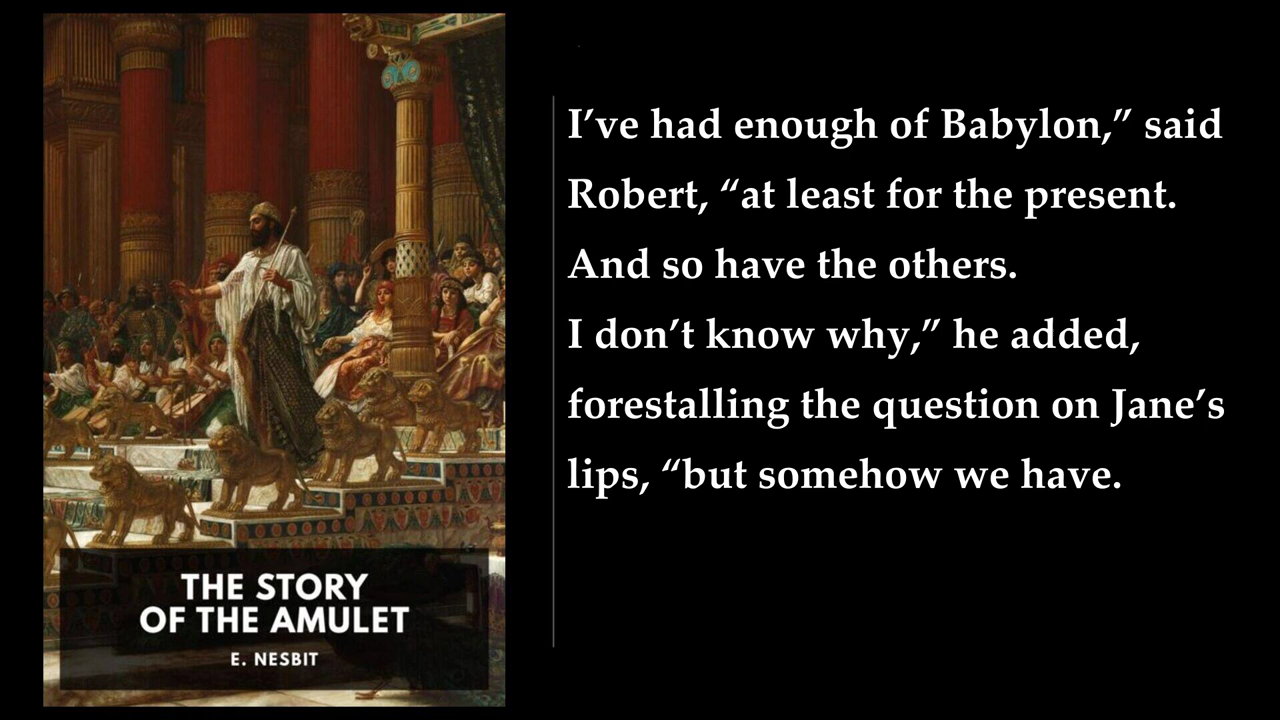 THE STORY
OF THE AMULET
E. NESBIT
I’ve had enough of Babylon,” said
Robert, “at least for the present.
And so have the others.
I don’t know why,” he added,
forestalling the question on Jane’s
lips, “but somehow we have.